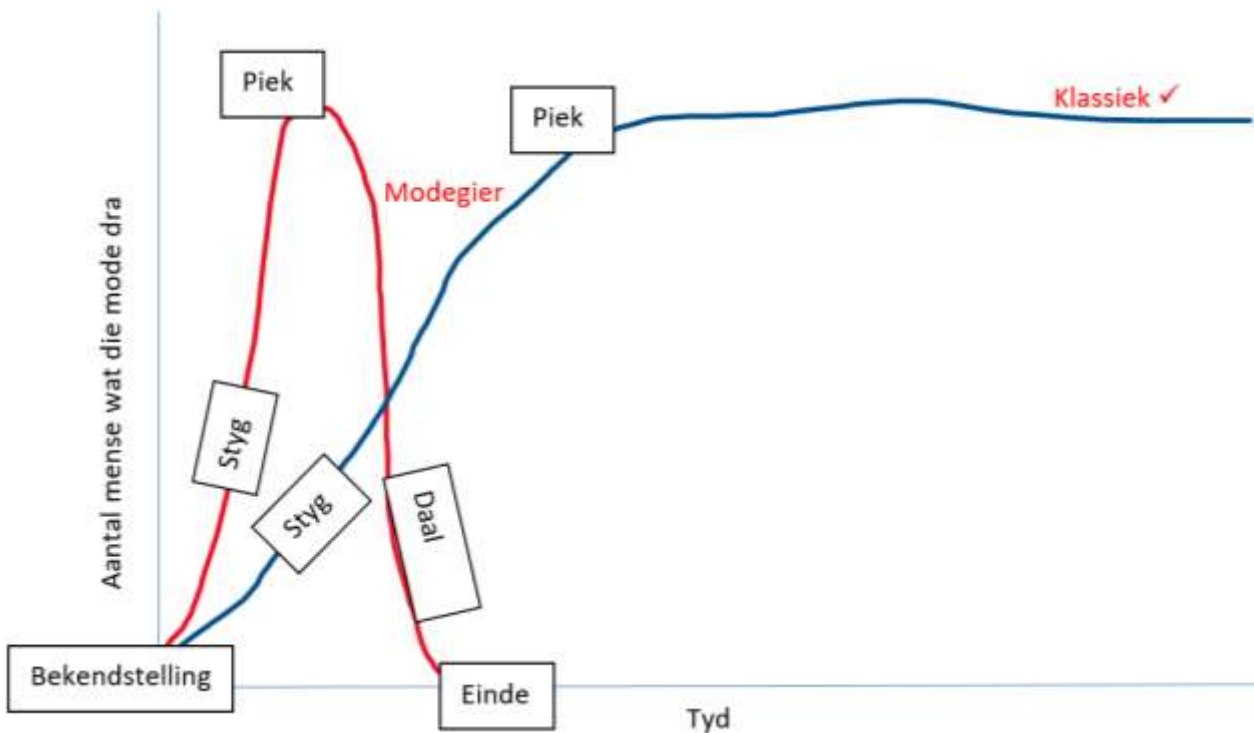 Piek
Piek
Klassiek ✓
Modegier
Aantal mense wat die mode dra
Styg
Styg
Daal
Bekendstelling
Einde
Tyd